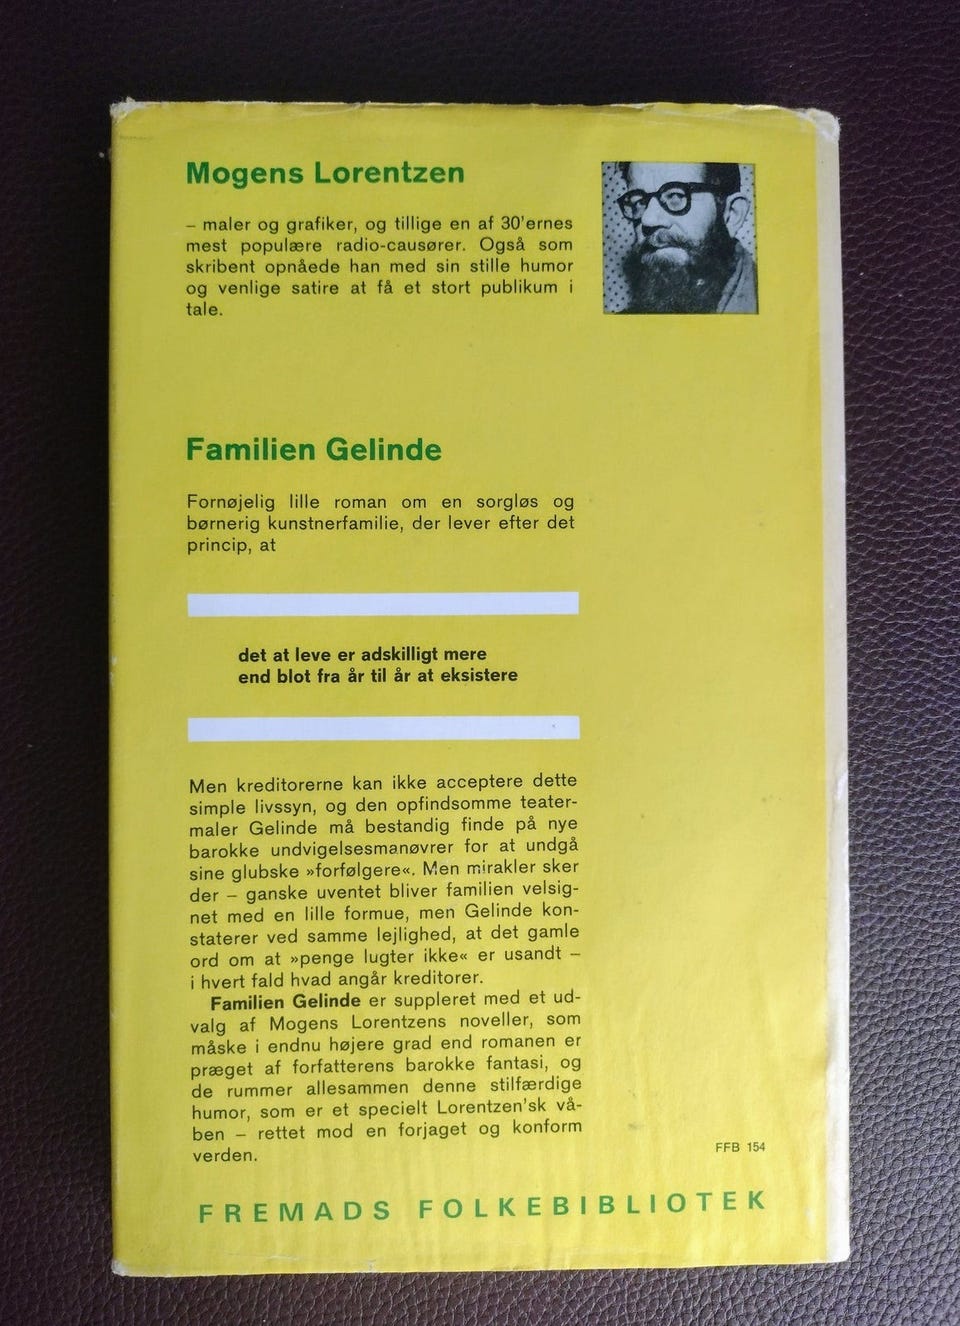 Mogens Lorentzen
– maler og grafiker, og tillige en af 30'ernes
mest populære radio-causører. Også som
skribent opnåede han med sin stille humor
og venlige satire at få et stort publikum i
tale.
Familien Gelinde
Fornøjelig lille roman om en sorgløs og
børnerig kunstnerfamilie, der lever efter det
princip, at
det at leve er adskilligt mere
end blot fra år til år at eksistere
Men kreditorerne kan ikke acceptere dette
simple livssyn, og den opfindsomme teater-
maler Gelinde må bestandig finde på nye
barokke undvigelsesmanøvrer for at undgå
sine glubske »forfølgere«. Men mirakler sker
der – ganske uventet bliver familien velsig-
net med en lille formue, men Gelinde kon-
staterer ved samme lejlighed, at det gamle
ord om at »penge lugter ikke« er usandt –
i hvert fald hvad angår kreditorer.
Familien Gelinde er suppleret med et ud-
valg af Mogens Lorentzens noveller, som
måske i endnu højere grad end romanen er
præget af forfatterens barokke fantasi, og
de rummer allesammen denne stilfærdige
humor, som er et specielt Lorentzen'sk vå-
ben – rettet mod en forjaget og konform
verden.
FFB 154
FREMADS FOLKEBIBLIOTEK